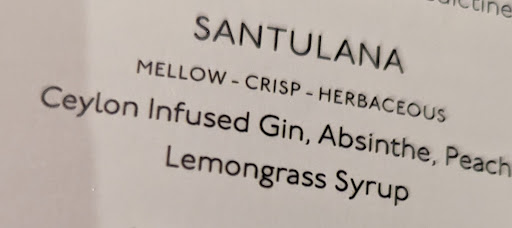 SANTULANA
MELLOW - CRISP - HERBACEOUS
Ceylon Infused Gin, Absinthe, Peach
Lemongrass Syrup